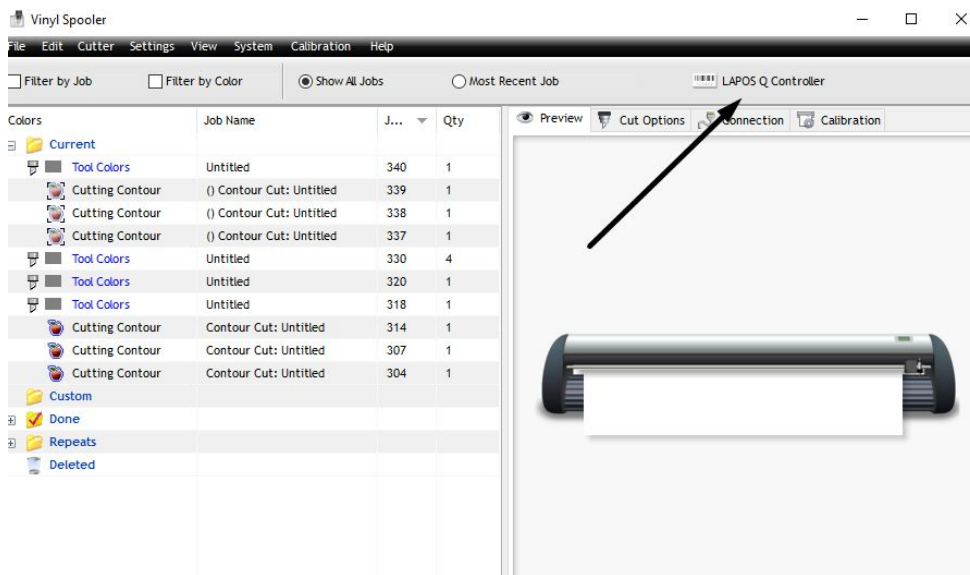 Vinyl Spooler
File Edit Cutter Settings View System Calibration Help
Filter by Job Filter by Color Show All Jobs Most Recent Job LAPOS Q Controller
Colors Job Name J... Qty
Preview Cut Options Connection Calibration
Current
Tool Colors Untitled 340 1
Cutting Contour () Contour Cut: Untitled 339 1
Cutting Contour () Contour Cut: Untitled 338 1
Cutting Contour () Contour Cut: Untitled 337 1
Tool Colors Untitled 330 4
Tool Colors Untitled 320 1
Tool Colors Untitled 318 1
Cutting Contour Contour Cut: Untitled 314 1
Cutting Contour Contour Cut: Untitled 307 1
Cutting Contour Contour Cut: Untitled 304 1
Custom
Done
Repeats
Deleted